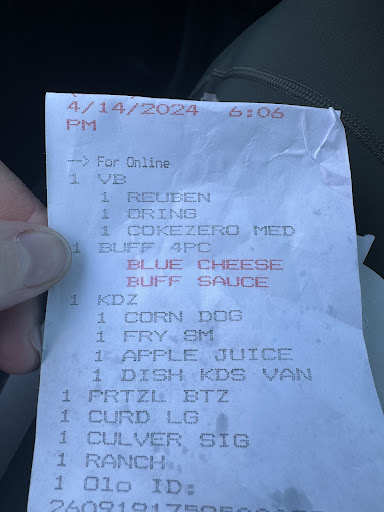 4/14/2024 6:06
PM
--> For Online
1 VB
1 REUBEN
1 ORING
1 COKEZERO MED
1 BUFF 4PC
BLUE CHEESE
BUFF SAUCE
1 KDZ
1 CORN DOG
1 FRY SM
1 APPLE JUICE
1 DISH KDS VAN
1 PRTZL BTZ
1 CURD LG
1 CULVER SIG
1 RANCH
1 Olo ID: